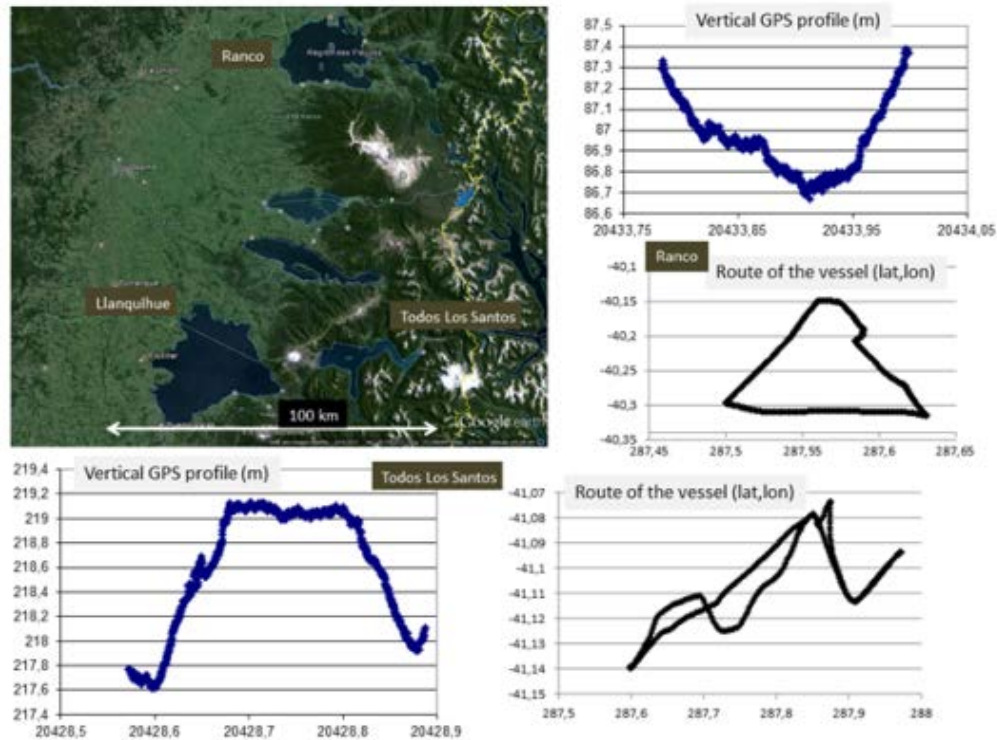 Ranco
Llanquihue
Todos Los Santos
100 km
Google earth
Vertical GPS profile (m)
87,5
87,4
87,3
87,2
87,1
87
86,9
86,8
86,7
86,6
20433,75 20433,85 20433,95 20434,05
Ranco
Route of the vessel (lat,lon)
-40,1
-40,15
-40,2
-40,25
-40,3
-40,35
287,45 287,5 287,55 287,6 287,65
Vertical GPS profile (m)
Todos Los Santos
219,4
219,2
219
218,8
218,6
218,4
218,2
218
217,8
217,6
217,4
20428,5 20428,6 20428,7 20428,8 20428,9
Route of the vessel (lat,lon)
-41,07
-41,08
-41,09
-41,1
-41,11
-41,12
-41,13
-41,14
-41,15
287,5 287,6 287,7 287,8 287,9 288